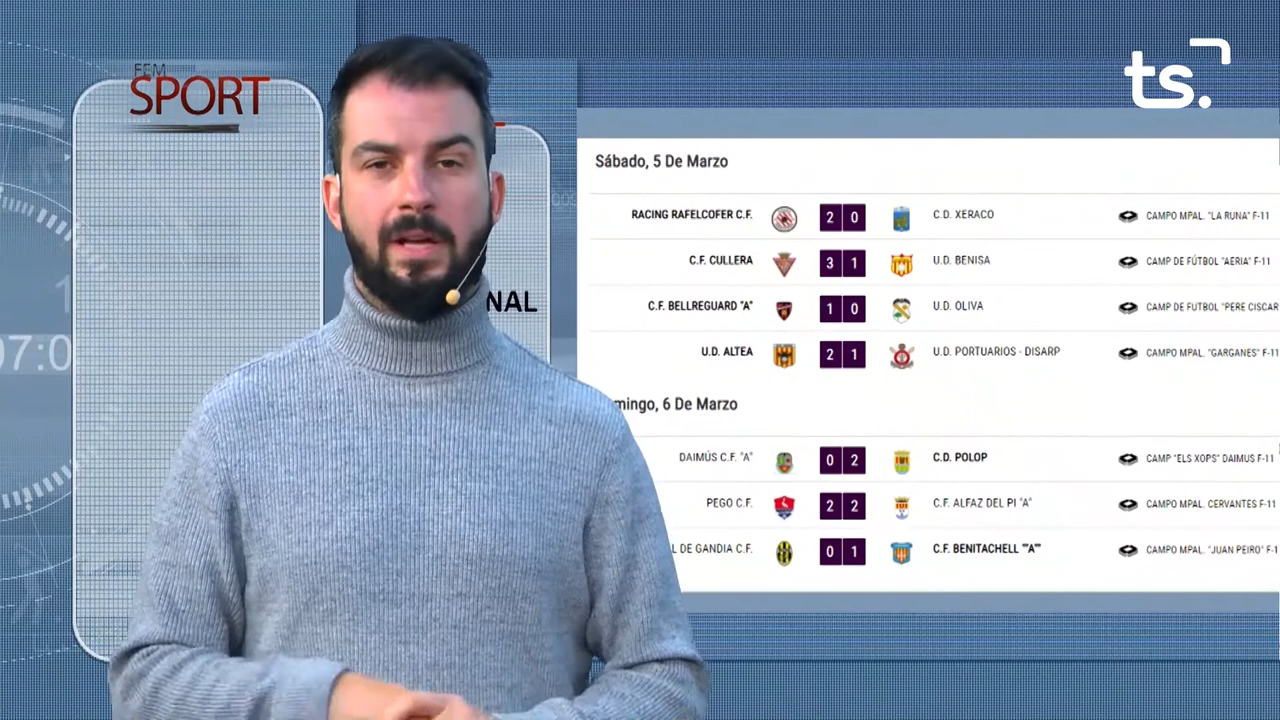 FEM
SPORT
ts.
NAL
07:0
Sábado, 5 De Marzo
RACING RAFELCOFER C.F. 2 0 C.D. XERACO CAMPO MPAL. "LA RUNA" F-11
C.F. CULLERA 3 1 U.D. BENISA CAMP DE FÚTBOL "AERIA" F-11
C.F. BELLREGUARD "A" 1 0 U.D. OLIVA CAMP DE FUTBOL "PERE CISCAR
U.D. ALTEA 2 1 U.D. PORTUARIOS - DISARP CAMPO MPAL. "GARGANES" F-11
mingo, 6 De Marzo
DAIMÚS C.F. "A" 0 2 C.D. POLOP CAMP "ELS XOPS" DAIMUS F-11
PEGO C.F. 2 2 C.F. ALFAZ DEL PI "A" CAMPO MPAL. CERVANTES F-11
L DE GANDIA C.F. 0 1 C.F. BENITACHELL ""A"" CAMPO MPAL. "JUAN PEIRO" F-1